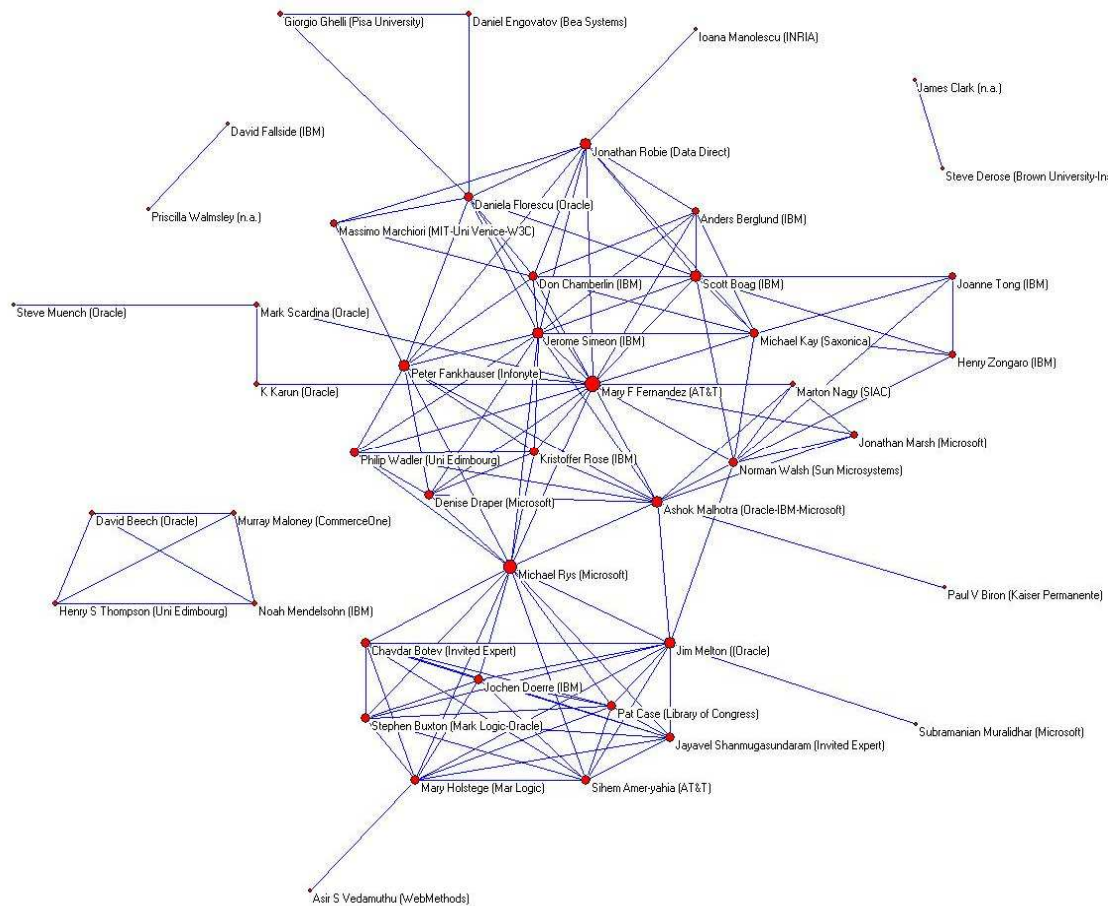 Giorgio Ghelli (Pisa University)
Daniel Engovatov (Bea Systems)
Ioana Manolescu (INRIA)
James Clark (n.a.)
David Fallside (IBM)
Jonathan Robie (Data Direct)
Steve Derose (Brown University-Ins
Daniela Florescu (Oracle)
Priscilla Walmsley (n.a.)
Anders Berglund (IBM)
Massimo Marchiori (MIT-Uni Venice-W3C)
Don Chamberlin (IBM)
Scott Boag (IBM)
Joanne Tong (IBM)
Steve Muench (Oracle)
Mark Scardina (Oracle)
Jerome Simeon (IBM)
Michael Kay (Saxonica)
Henry Zongaro (IBM)
Peter Fankhauser (Infonyte)
K Karun (Oracle)
Mary F Fernandez (AT&T)
Marton Nagy (SIAC)
Jonathan Marsh (Microsoft)
Philip Wadler (Uni Edimbourg)
Kristoffer Rose (IBM)
Norman Walsh (Sun Microsystems)
Denise Draper (Microsoft)
Ashok Malhotra (Oracle-IBM-Microsoft)
David Beech (Oracle)
Murray Maloney (CommerceOne)
Michael Rys (Microsoft)
Paul V Biron (Kaiser Permanente)
Henry S Thompson (Uni Edimbourg)
Noah Mendelsohn (IBM)
Chavdar Botev (Invited Expert)
Jim Melton ((Oracle)
Jochen Doerre (IBM)
Pat Case (Library of Congress)
Stephen Buxton (Mark Logic-Oracle)
Subramanian Muralidhar (Microsoft)
Jayavel Shanmugasundaram (Invited Expert)
Mary Holstege (Mar Logic)
Sihem Amer-yahia (AT&T)
Asir S Vedamuthu (WebMethods)